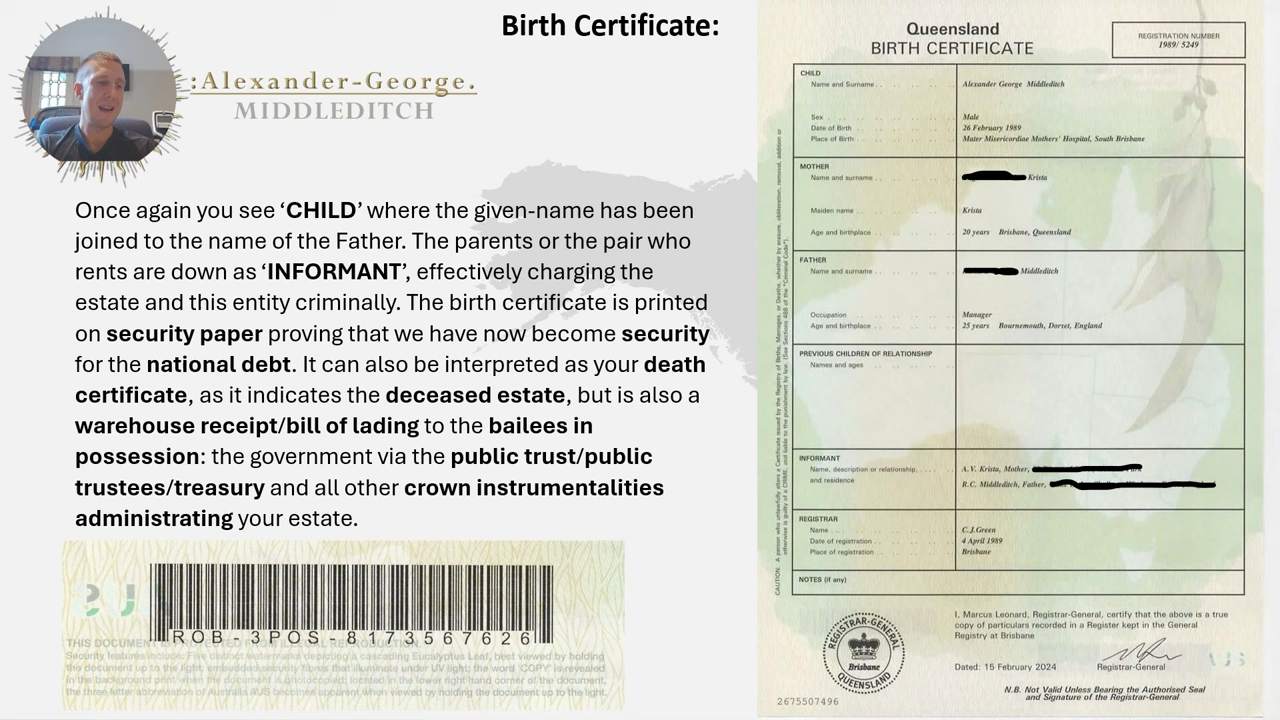 Birth Certificate:
:Alexander-George.
MIDDLEDITCH
Once again you see ‘CHILD’ where the given-name has been
joined to the name of the Father. The parents or the pair who
rents are down as ‘INFORMANT’, effectively charging the
estate and this entity criminally. The birth certificate is printed
on security paper proving that we have now become security
for the national debt. It can also be interpreted as your death
certificate, as it indicates the deceased estate, but is also a
warehouse receipt/bill of lading to the bailees in
possession: the government via the public trust/public
trustees/treasury and all other crown instrumentalities
administrating your estate.
ROB-3POS-8173567626
THIS DOCUMENT IS PROTECTED FROM ILLEGAL REPRODUCTION
Security features include: Five distinct watermarks depicting a cascading Eucalyptus Leaf, best viewed by holding
the document up to the light; embedded security fibres that illuminate under UV light; the word 'COPY' is revealed
in the background print when the document is photocopied; located in the lower right hand corner of the document,
the three letter abbreviation of Australia AUS becomes apparent when viewed by holding the document up to the light.
Queensland
BIRTH CERTIFICATE
REGISTRATION NUMBER
1989/ 5249
CHILD
Name and Surname . . . . . Alexander George Middleditch
Sex . . . . . . Male
Date of Birth . . . . . 26 February 1989
Place of Birth . . . . . Mater Misericordiae Mothers' Hospital, South Brisbane
MOTHER
Name and surname . . . . . Krista
Maiden name . . . . . Krista
Age and birthplace . . . . . 20 years Brisbane, Queensland
FATHER
Name and surname . . . . . Middleditch
Occupation . . . . . Manager
Age and birthplace . . . . . 25 years Bournemouth, Dorset, England
PREVIOUS CHILDREN OF RELATIONSHIP
Names and ages . . . . .
INFORMANT
Name, description or relationship, . . . . A.V. Krista, Mother,
and residence
R.C. Middleditch, Father,
REGISTRAR
Name . . . . . . C.J.Green
Date of registration . . . . . 4 April 1989
Place of registration . . . . . Brisbane
NOTES (if any)
CAUTION: A person who unlawfully alters a Certificate issued by the Registry of Births, Marriages, or Deaths, whether by erasure, obliteration, removal, addition or
otherwise is guilty of a CRIME, and liable to the punishment by law. (See Sections 488 of the "Criminal Code").
REGISTRAR-GENERAL
Brisbane
QUEENSLAND
I, Marcus Leonard, Registrar-General, certify that the above is a true
copy of particulars recorded in a Register kept in the General
Registry at Brisbane
Dated: 15 February 2024
Registrar-General
AUS
N.B. Not Valid Unless Bearing the Authorised Seal
and Signature of the Registrar-General
2675507496